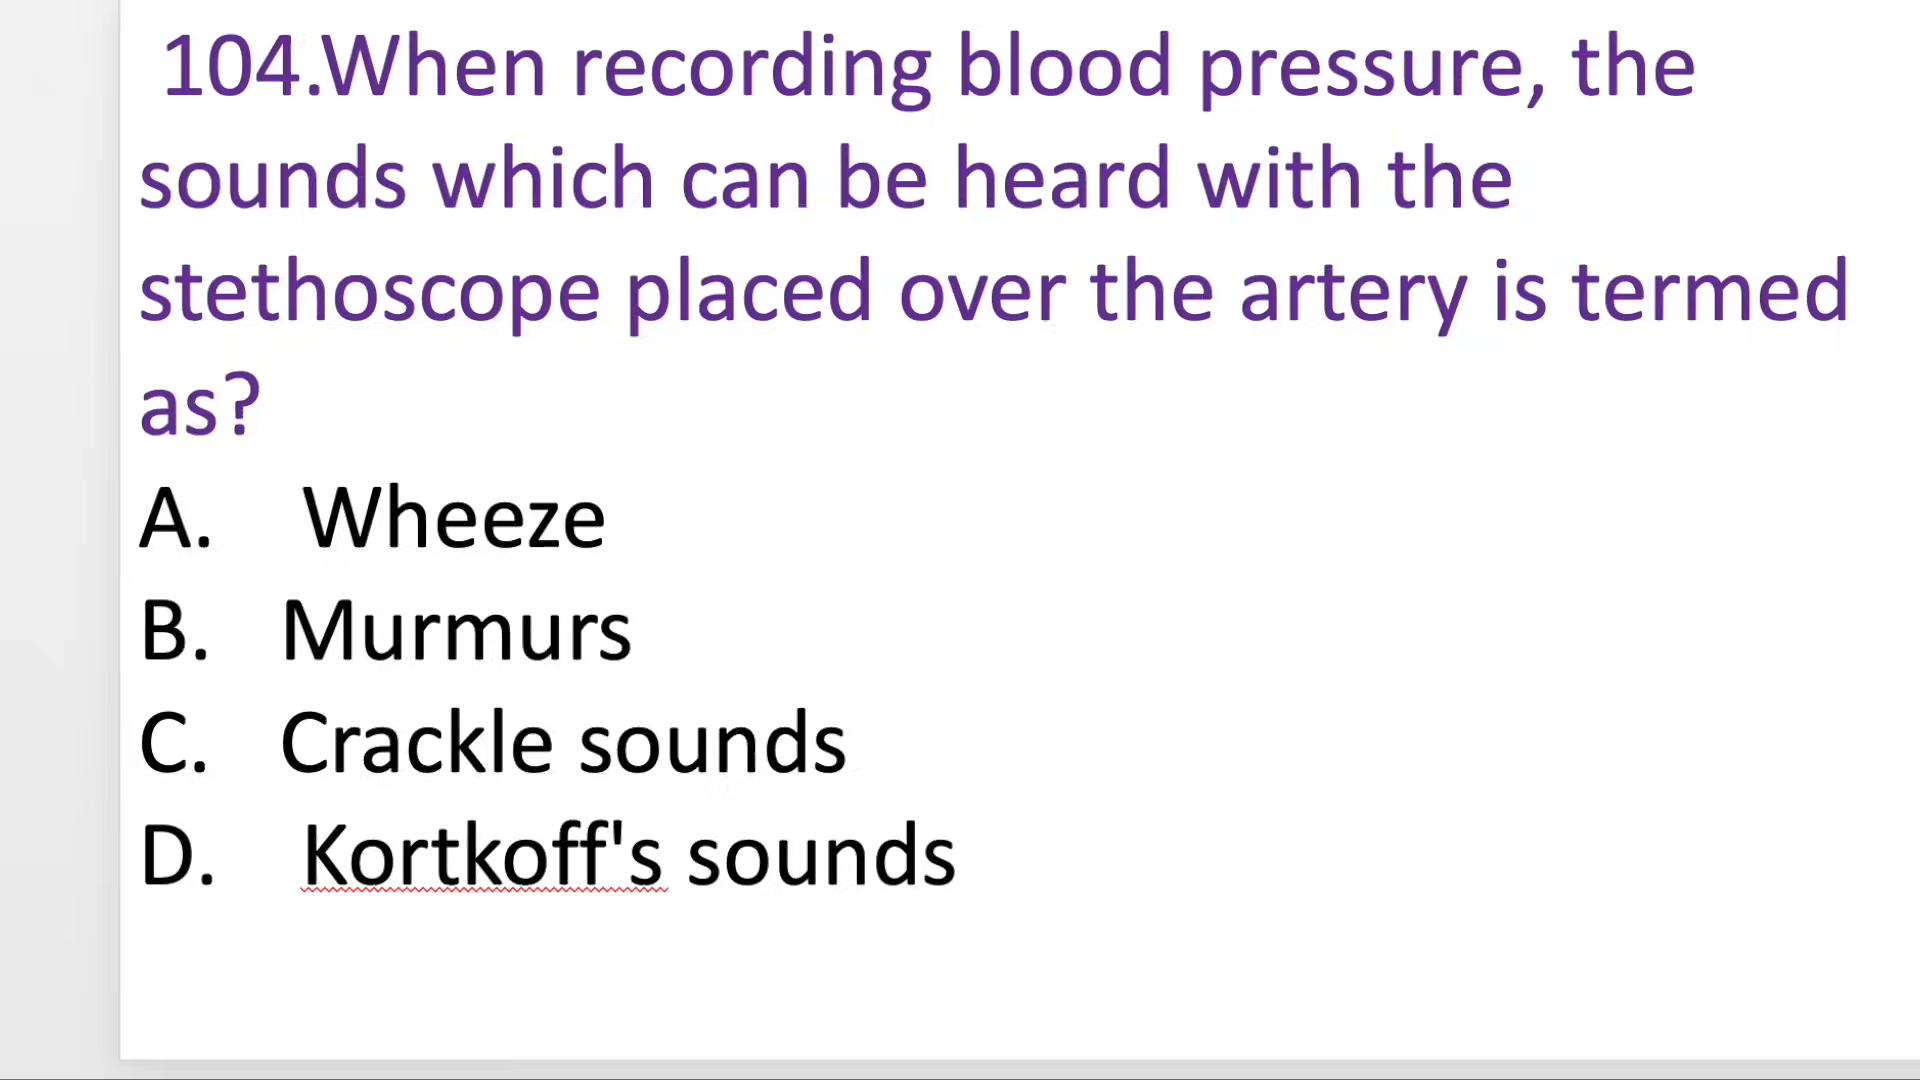 104.When recording blood pressure, the
sounds which can be heard with the
stethoscope placed over the artery is termed
as?
A. Wheeze
B. Murmurs
C. Crackle sounds
D. Kortkoff's sounds